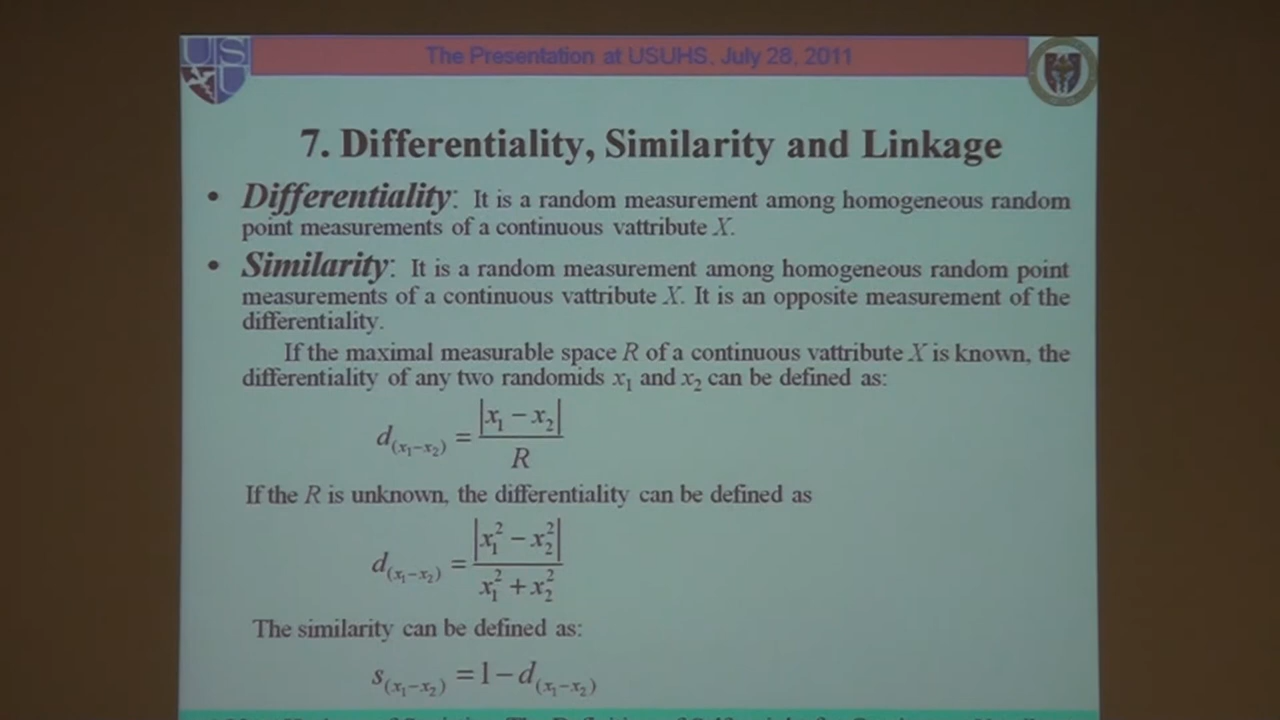 The Presentation at USUHS, July 28, 2011
7. Differentiality, Similarity and Linkage
• Differentiality: It is a random measurement among homogeneous random
point measurements of a continuous vattribute X.
• Similarity: It is a random measurement among homogeneous random point
measurements of a continuous vattribute X. It is an opposite measurement of the
differentiality.
If the maximal measurable space R of a continuous vattribute X is known, the
differentiality of any two randomids x₁ and x₂ can be defined as:
d₍ₓ₁₋ₓ₂₎ = |x₁ − x₂| / R
If the R is unknown, the differentiality can be defined as
d₍ₓ₁₋ₓ₂₎ = |x₁² − x₂²| / x₁² + x₂²
The similarity can be defined as:
s₍ₓ₁₋ₓ₂₎ = 1 − d₍ₓ₁₋ₓ₂₎